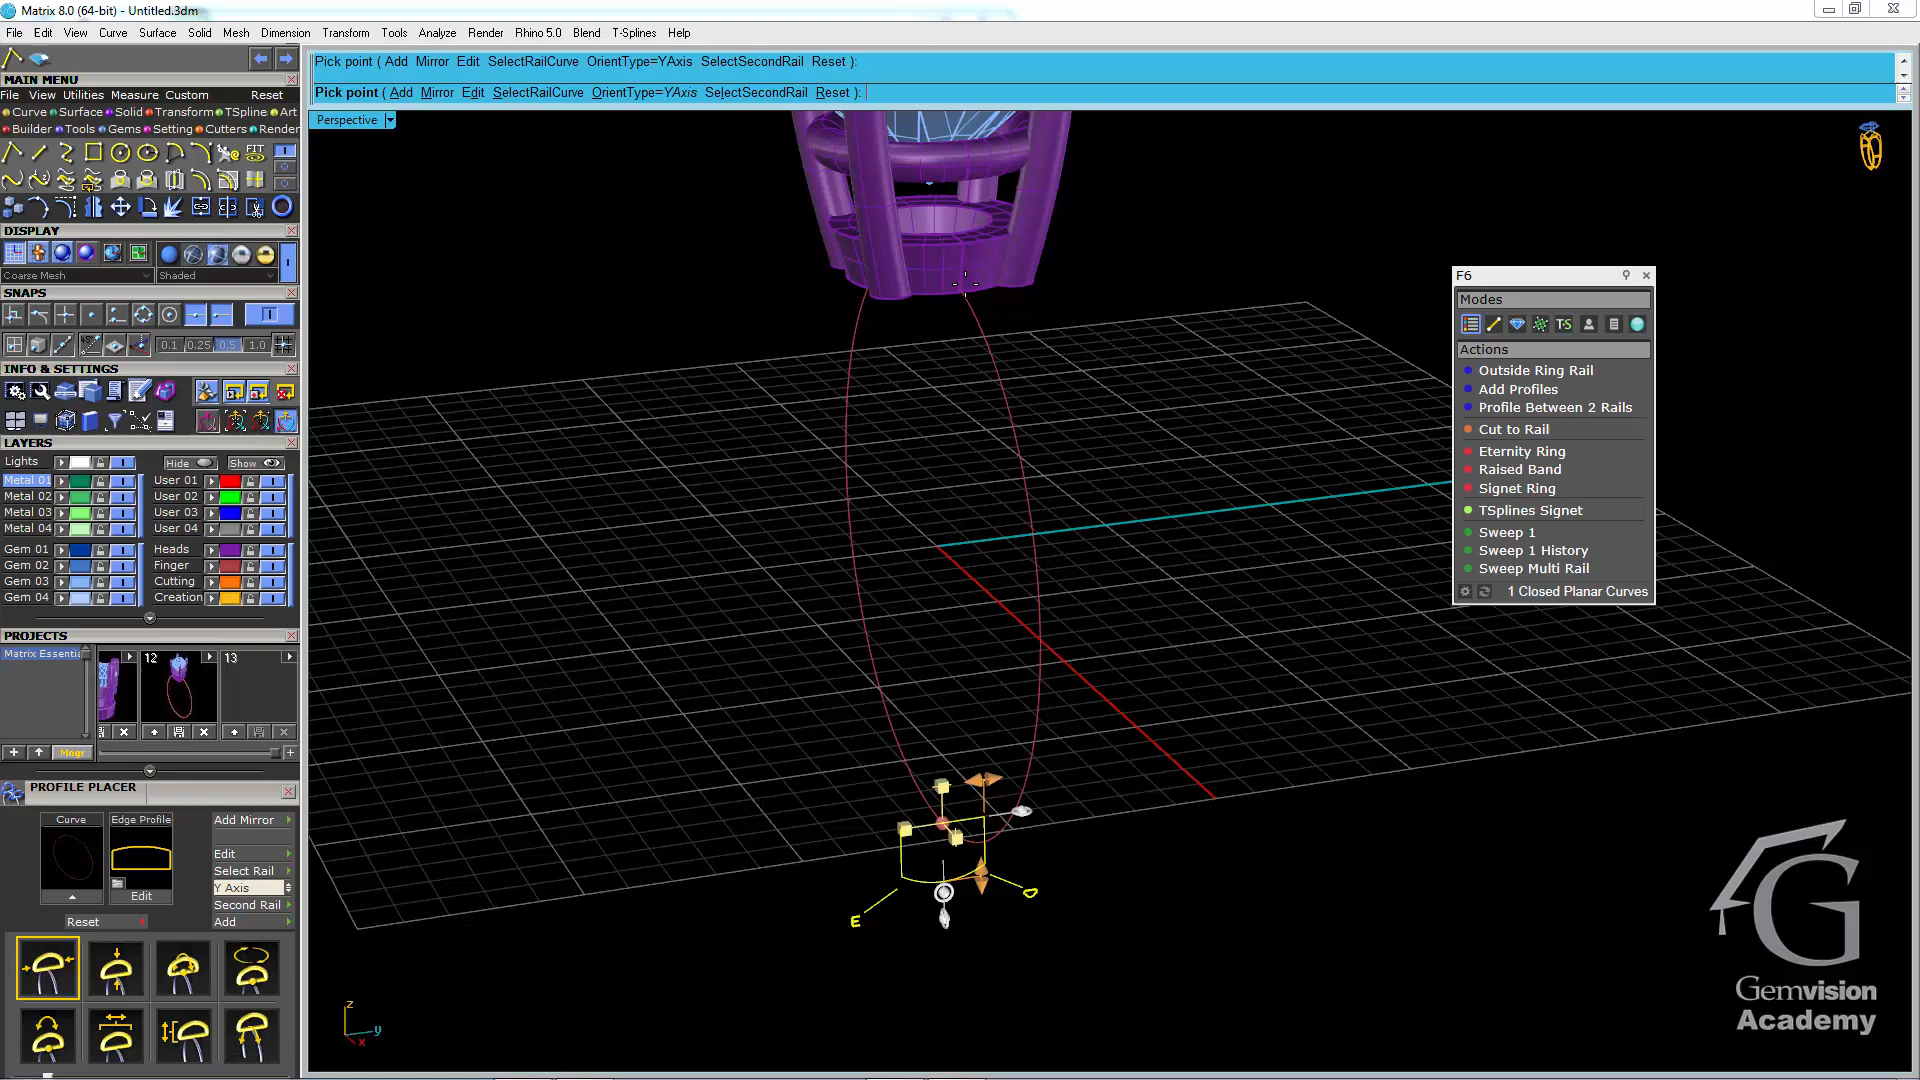 Matrix 8.0 (64-bit) - Untitled.3dm
File Edit View Curve Surface Solid Mesh Dimension Transform Tools Analyze Render Rhino 5.0 Blend T-Splines Help
Pick point ( Add Mirror Edit SelectRailCurve OrientType=YAxis SelectSecondRail Reset ):
Pick point ( Add Mirror Edit SelectRailCurve OrientType=YAxis SelectSecondRail Reset ):
MAIN MENU
File View Utilities Measure Custom Reset
Curve Surface Solid Transform TSpline Art
Builder Tools Gems Setting Cutters Render
FIT
DISPLAY
Coarse Mesh Shaded
SNAPS
0.1 0.25 0.5 1.0
INFO & SETTINGS
LAYERS
Lights Hide Show
Metal 01 User 01
Metal 02 User 02
Metal 03 User 03
Metal 04 User 04
Gem 01 Heads
Gem 02 Finger
Gem 03 Cutting
Gem 04 Creation
PROJECTS
Matrix Essentia 12 13
Mngr
PROFILE PLACER
Curve Edge Profile Add Mirror
Edit
Select Rail
Y Axis
Edit Second Rail
Reset Add
Perspective
F6
Modes
T-S
Actions
Outside Ring Rail
Add Profiles
Profile Between 2 Rails
Cut to Rail
Eternity Ring
Raised Band
Signet Ring
TSplines Signet
Sweep 1
Sweep 1 History
Sweep Multi Rail
1 Closed Planar Curves
E
D
z
y
x
G
Gemvision
Academy